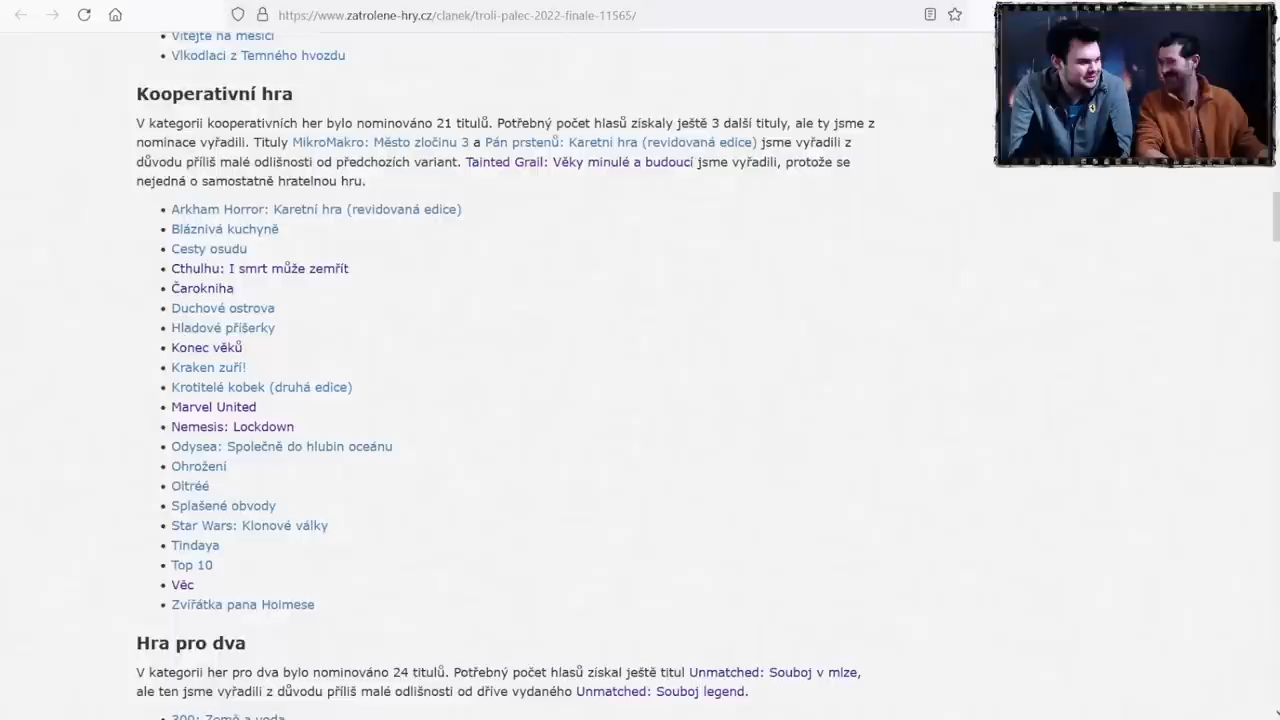 https://www.zatrolene-hry.cz/clanek/troli-palec-2022-finale-11565/
Vítejte na měsíci
Vlkodlaci z Temného hvozdu
Kooperativní hra
V kategorii kooperativních her bylo nominováno 21 titulů. Potřebný počet hlasů získaly ještě 3 další tituly, ale ty jsme z
nominace vyřadili. Tituly MikroMakro: Město zločinu 3 a Pán prstenů: Karetní hra (revidovaná edice) jsme vyřadili z
důvodu příliš malé odlišnosti od předchozích variant. Tainted Grail: Věky minulé a budoucí jsme vyřadili, protože se
nejedná o samostatně hratelnou hru.
Arkham Horror: Karetní hra (revidovaná edice)
Bláznivá kuchyně
Cesty osudu
Cthulhu: I smrt může zemřít
Čarokniha
Duchové ostrova
Hladové příšerky
Konec věků
Kraken zuří!
Krotitelé kobek (druhá edice)
Marvel United
Nemesis: Lockdown
Odysea: Společně do hlubin oceánu
Ohrožení
Oltréé
Splašené obvody
Star Wars: Klonové války
Tindaya
Top 10
Věc
Zvířátka pana Holmese
Hra pro dva
V kategorii her pro dva bylo nominováno 24 titulů. Potřebný počet hlasů získal ještě titul Unmatched: Souboj v mlze,
ale ten jsme vyřadili z důvodu příliš malé odlišnosti od dříve vydaného Unmatched: Souboj legend.
300: Země a voda